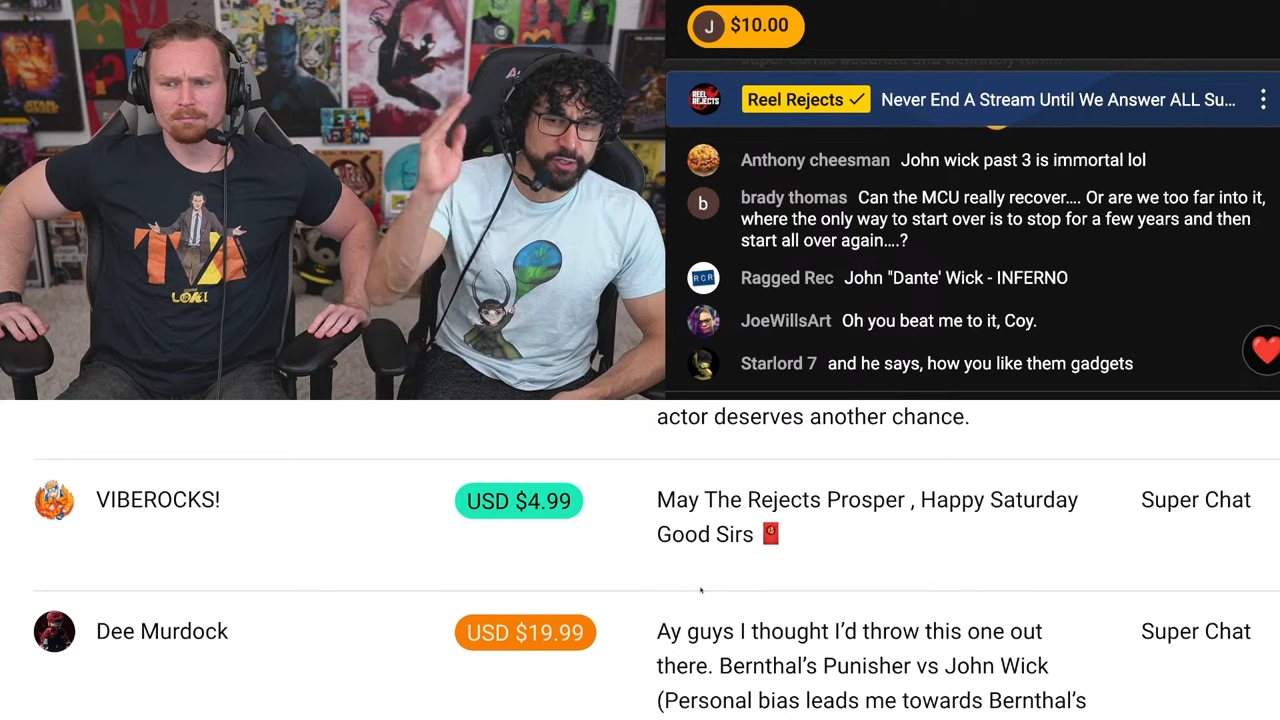 J $10.00
REEL REJECTS
Reel Rejects ✓ Never End A Stream Until We Answer ALL Su...
Anthony cheesman John wick past 3 is immortal lol
b brady thomas Can the MCU really recover.... Or are we too far into it,
where the only way to start over is to stop for a few years and then
start all over again....?
RCR Ragged Rec John "Dante' Wick - INFERNO
JoeWillsArt Oh you beat me to it, Coy.
Starlord 7 and he says, how you like them gadgets
LOKI
actor deserves another chance.
VIBEROCKS! USD $4.99 May The Rejects Prosper , Happy Saturday Super Chat
Good Sirs 🧧
Dee Murdock USD $19.99 Ay guys I thought I'd throw this one out Super Chat
there. Bernthal's Punisher vs John Wick
(Personal bias leads me towards Bernthal's